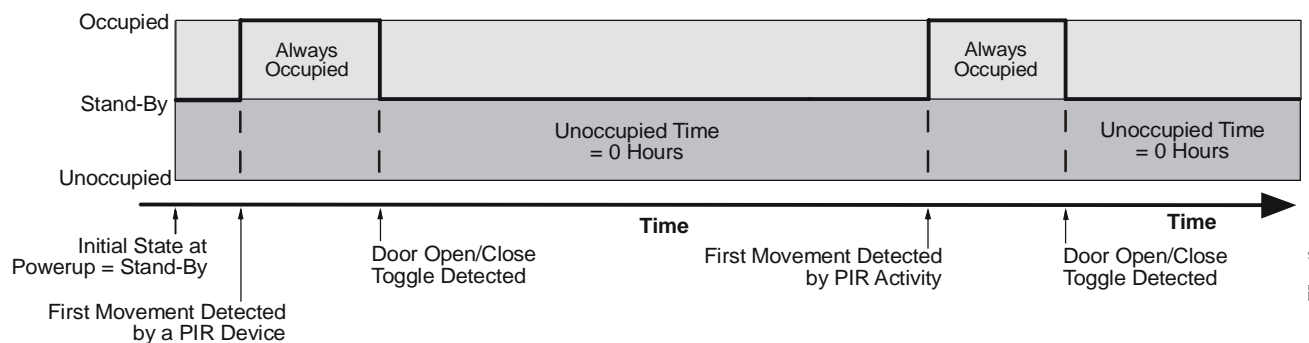 Occupied
Always
Occupied
Always
Occupied
Stand-By
Unoccupied Time
= 0 Hours
Unoccupied Time
= 0 Hours
Unoccupied
Time
Time
Initial State at
Powerup = Stand-By
Door Open/Close
Toggle Detected
First Movement Detected
by PIR Activity
Door Open/Close
Toggle Detected
First Movement Detected
by a PIR Device